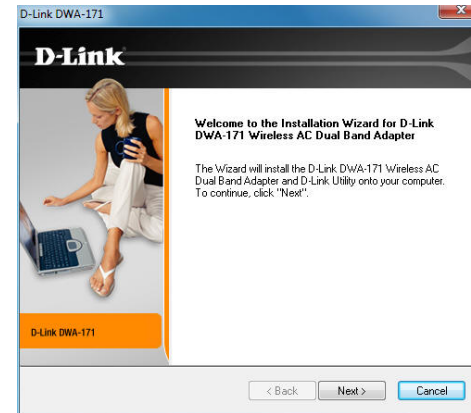 D-Link DWA-171
D-Link
Welcome to the Installation Wizard for D-Link
DWA-171 Wireless AC Dual Band Adapter
The Wizard will install the D-Link DWA-171 Wireless AC
Dual Band Adapter and D-Link Utility onto your computer.
To continue, click "Next".
D-Link DWA-171
< Back
Next >
Cancel